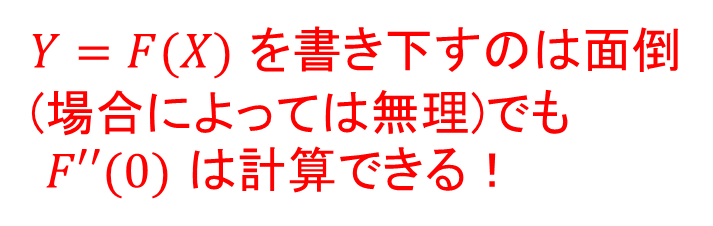 Y = F(X) を書き下すのは面倒
(場合によっては無理)でも
F′′(0) は計算できる！